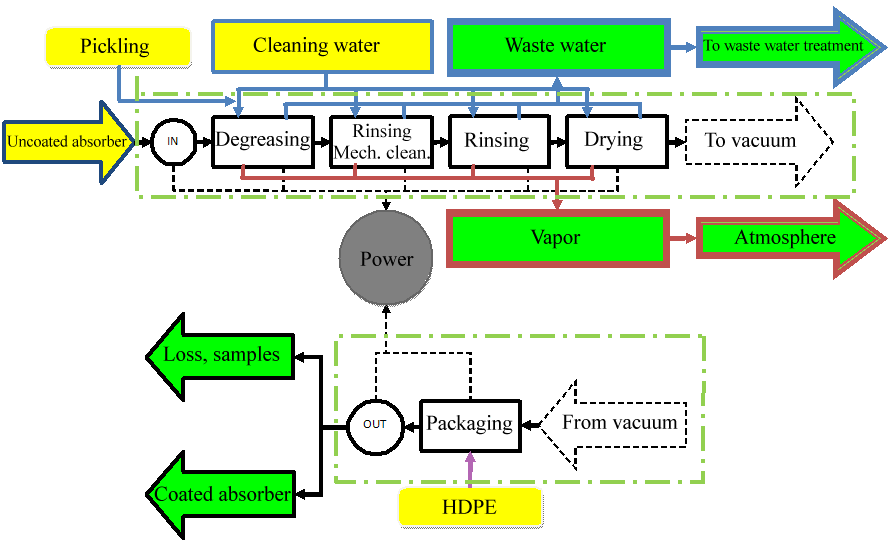 Pickling
Cleaning water
Waste water
To waste water treatment
Uncoated absorber
IN
Degreasing
Rinsing
Mech. clean.
Rinsing
Drying
To vacuum
Vapor
Atmosphere
Power
Loss, samples
OUT
Packaging
From vacuum
Coated absorber
HDPE